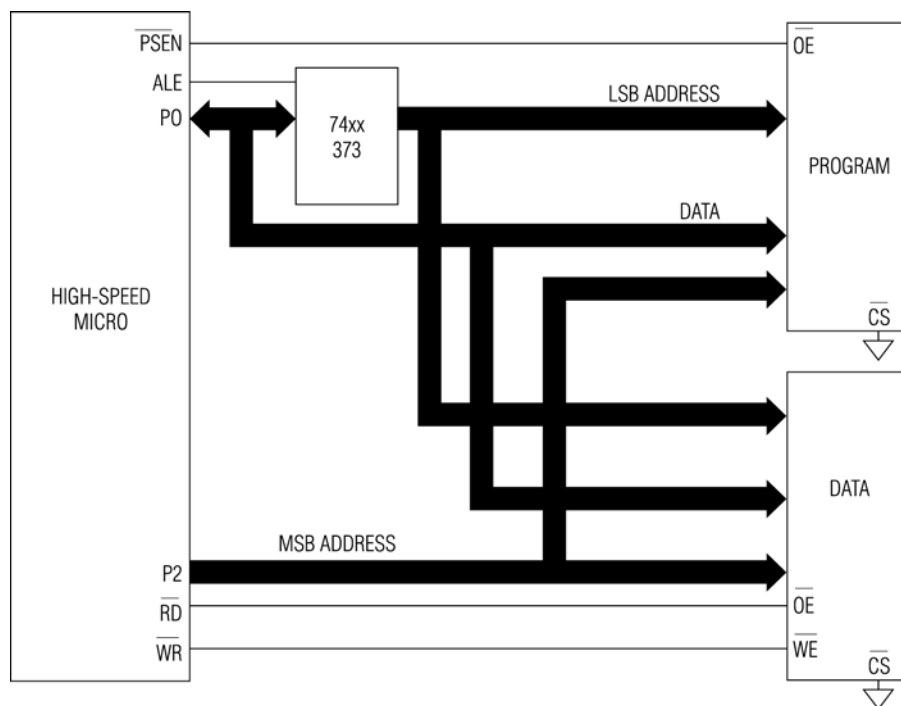 PSEN
ALE
P0
HIGH-SPEED
MICRO
P2
RD
WR
74xx
373
LSB ADDRESS
DATA
MSB ADDRESS
OE
PROGRAM
CS
DATA
OE
WE
CS